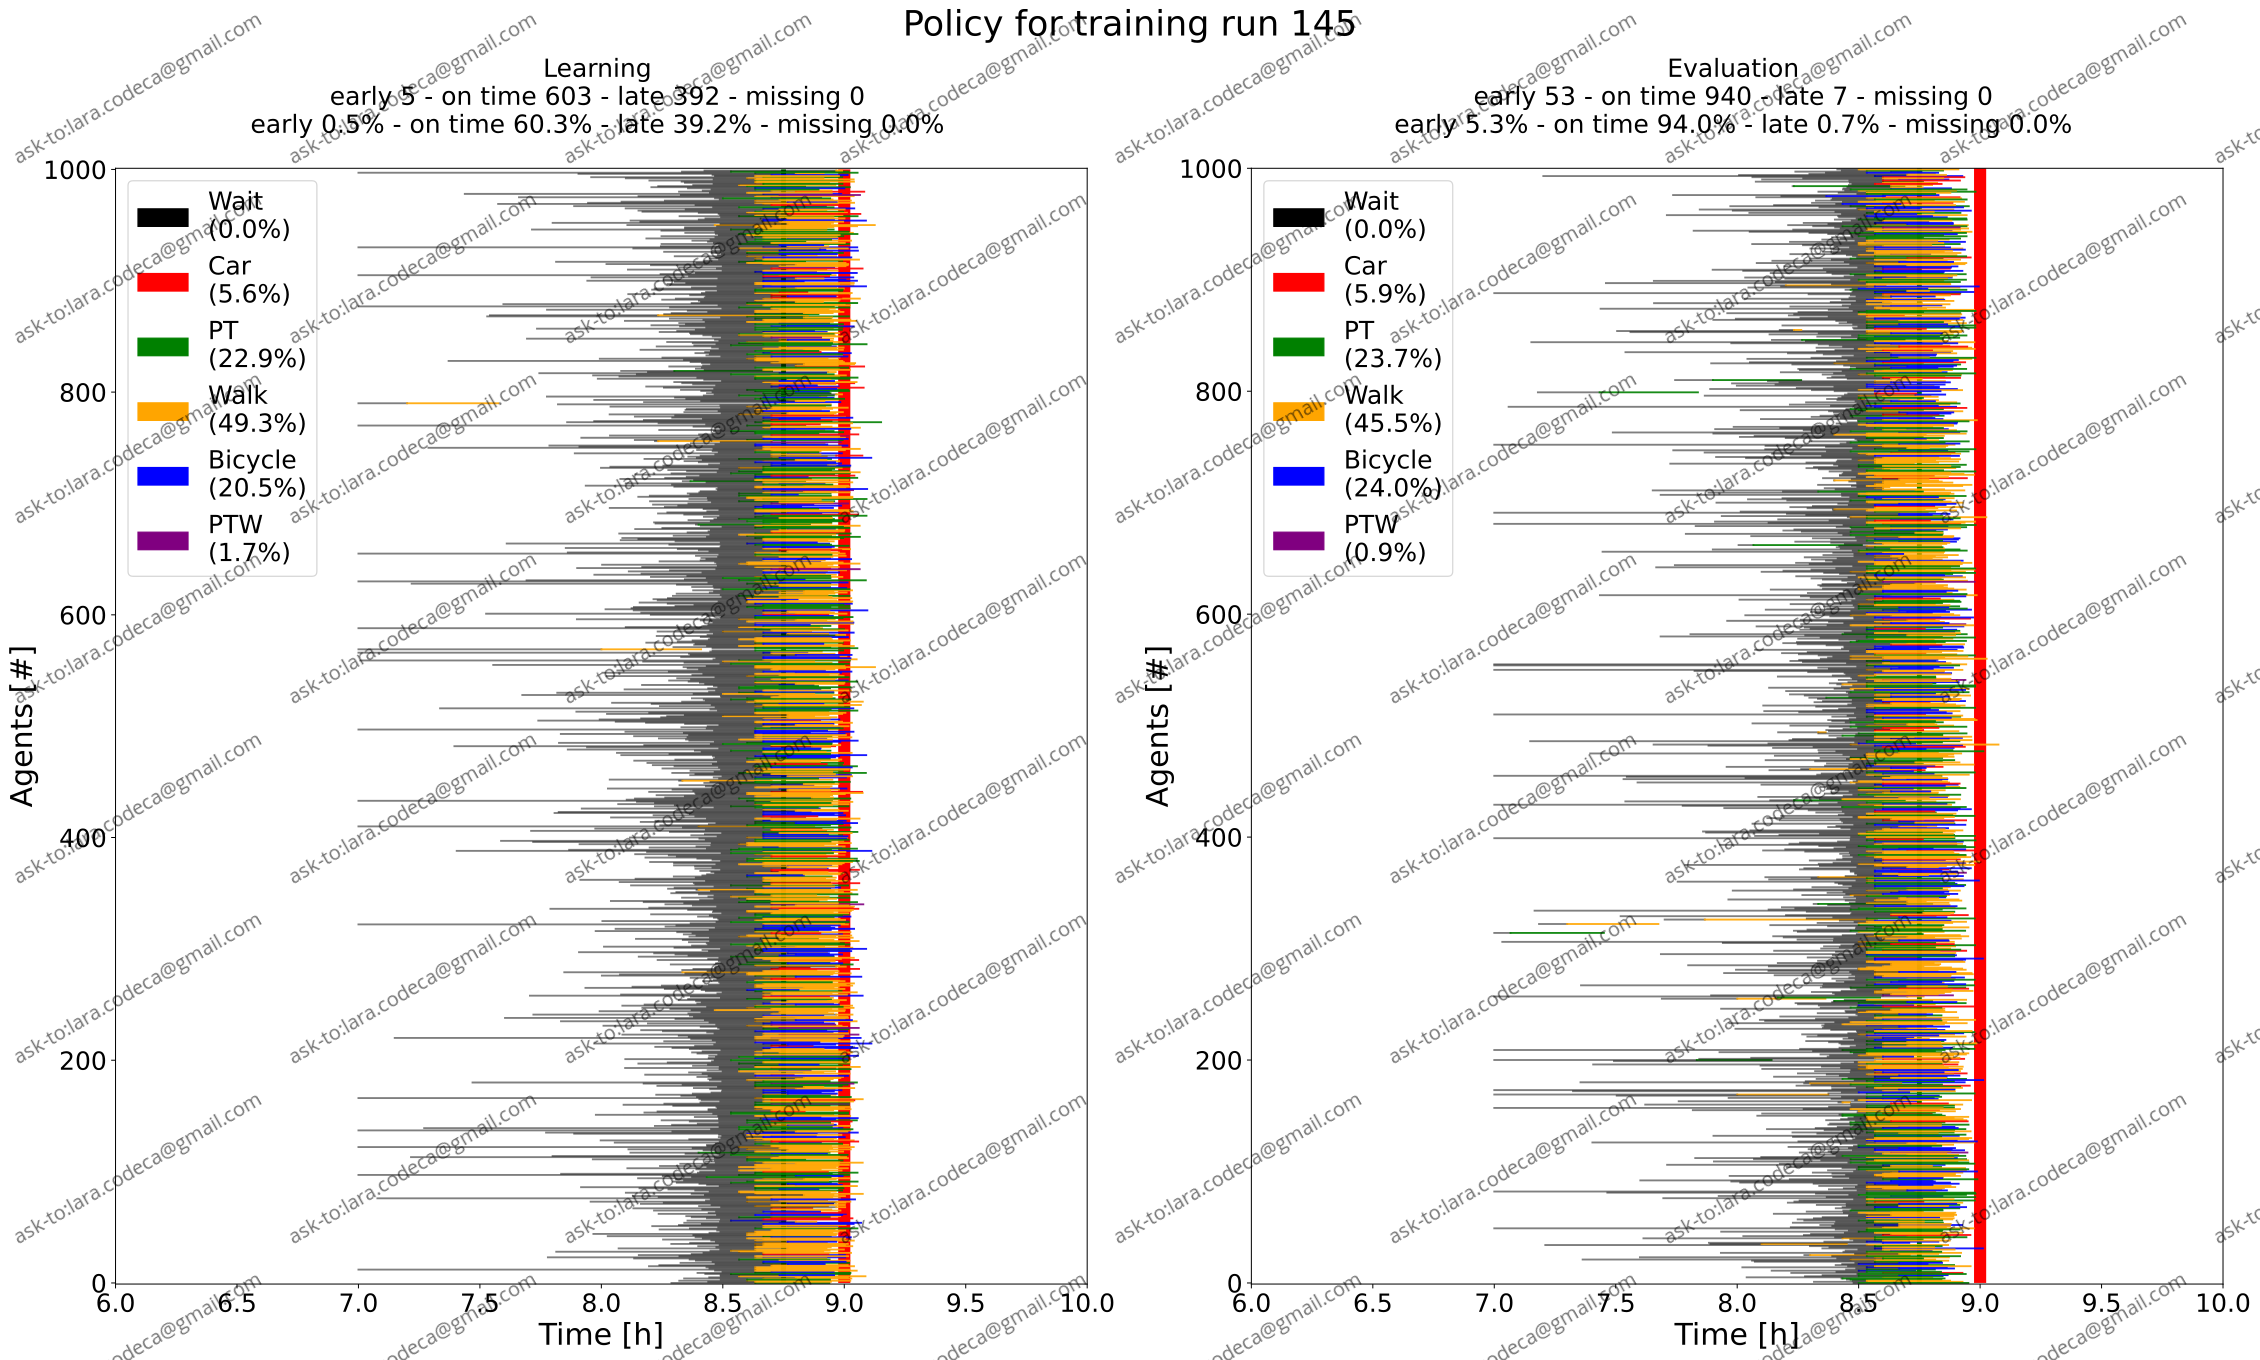 Policy for training run 145
Learning
early 5 - on time 603 - late 392 - missing 0
early 0.5% - on time 60.3% - late 39.2% - missing 0.0%
Wait
(0.0%)
Car
(5.6%)
PT
(22.9%)
Walk
(49.3%)
Bicycle
(20.5%)
PTW
(1.7%)
Agents [#]
1000
800
600
400
200
0
6.0 6.5 7.0 7.5 8.0 8.5 9.0 9.5 10.0
Time [h]
Evaluation
early 53 - on time 940 - late 7 - missing 0
early 5.3% - on time 94.0% - late 0.7% - missing 0.0%
Wait
(0.0%)
Car
(5.9%)
PT
(23.7%)
Walk
(45.5%)
Bicycle
(24.0%)
PTW
(0.9%)
Agents [#]
1000
800
600
400
200
0
6.0 6.5 7.0 7.5 8.0 8.5 9.0 9.5 10.0
Time [h]
ask-to:lara.codeca@gmail.com